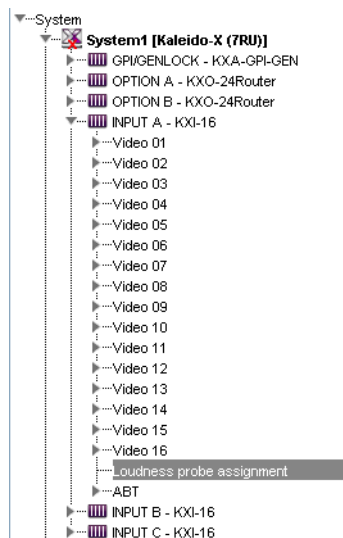 System
System1 [Kaleido-X (7RU)]
GPI/GENLOCK - KXA-GPI-GEN
OPTION A - KXO-24Router
OPTION B - KXO-24Router
INPUT A - KXI-16
Video 01
Video 02
Video 03
Video 04
Video 05
Video 06
Video 07
Video 08
Video 09
Video 10
Video 11
Video 12
Video 13
Video 14
Video 15
Video 16
Loudness probe assignment
ABT
INPUT B - KXI-16
INPUT C - KXI-16